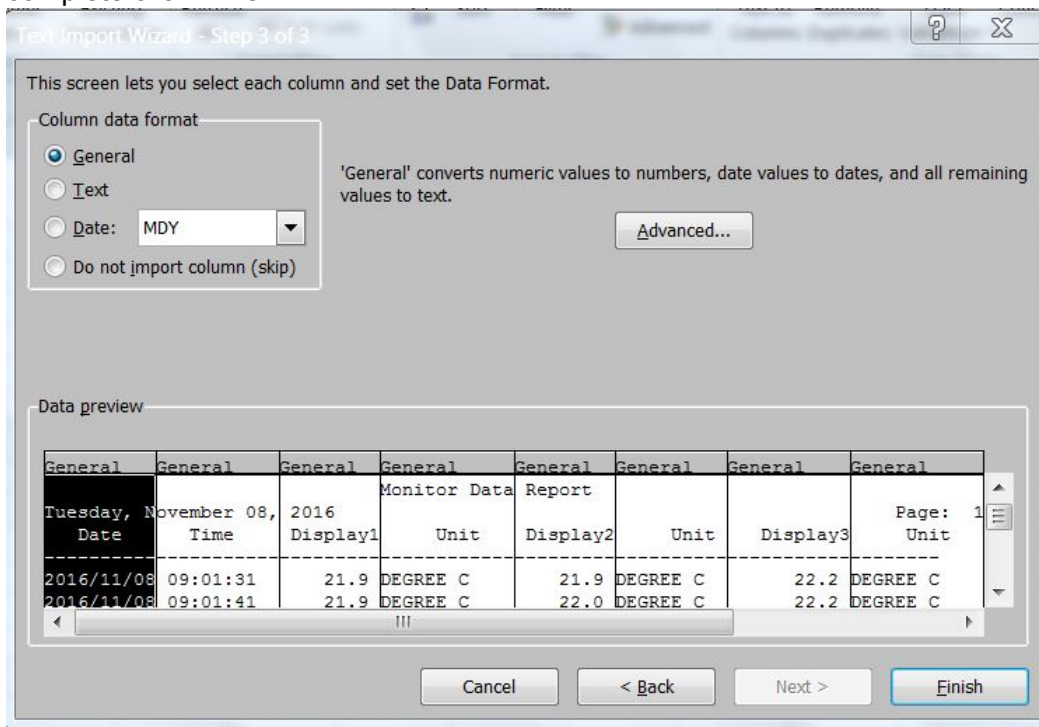 Text Import Wizard - Step 3 of 3
Advanced
This screen lets you select each column and set the Data Format.
Column data format
General
Text
Date: MDY
Do not import column (skip)
'General' converts numeric values to numbers, date values to dates, and all remaining
values to text.
Advanced...
Data preview
General General General General General General General General
Monitor Data Report
Tuesday, November 08, 2016 Page: 1
Date Time Display1 Unit Display2 Unit Display3 Unit
2016/11/08 09:01:31 21.9 DEGREE C 21.9 DEGREE C 22.2 DEGREE C
2016/11/08 09:01:41 21.9 DEGREE C 22.0 DEGREE C 22.2 DEGREE C
Cancel < Back Next > Finish